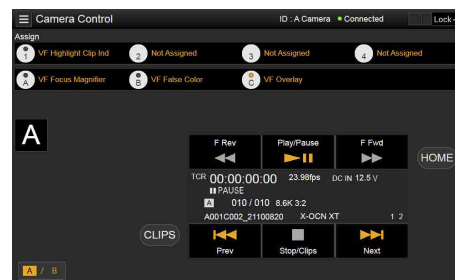 Camera Control ID : A Camera Connected Lock
Assign
1 VF Highlight Clip Ind 2 Not Assigned 3 Not Assigned 4 Not Assigned
A VF Focus Magnifier B VF False Color C VF Overlay
A
F Rev Play/Pause F Fwd
HOME
TCR 00:00:00:00 23.98fps DC IN 12.5 V
PAUSE
A 010 / 010 8.6K 3:2
A001C002_21100820 X-OCN XT 1 2
CLIPS
Prev Stop/Clips Next
A / B